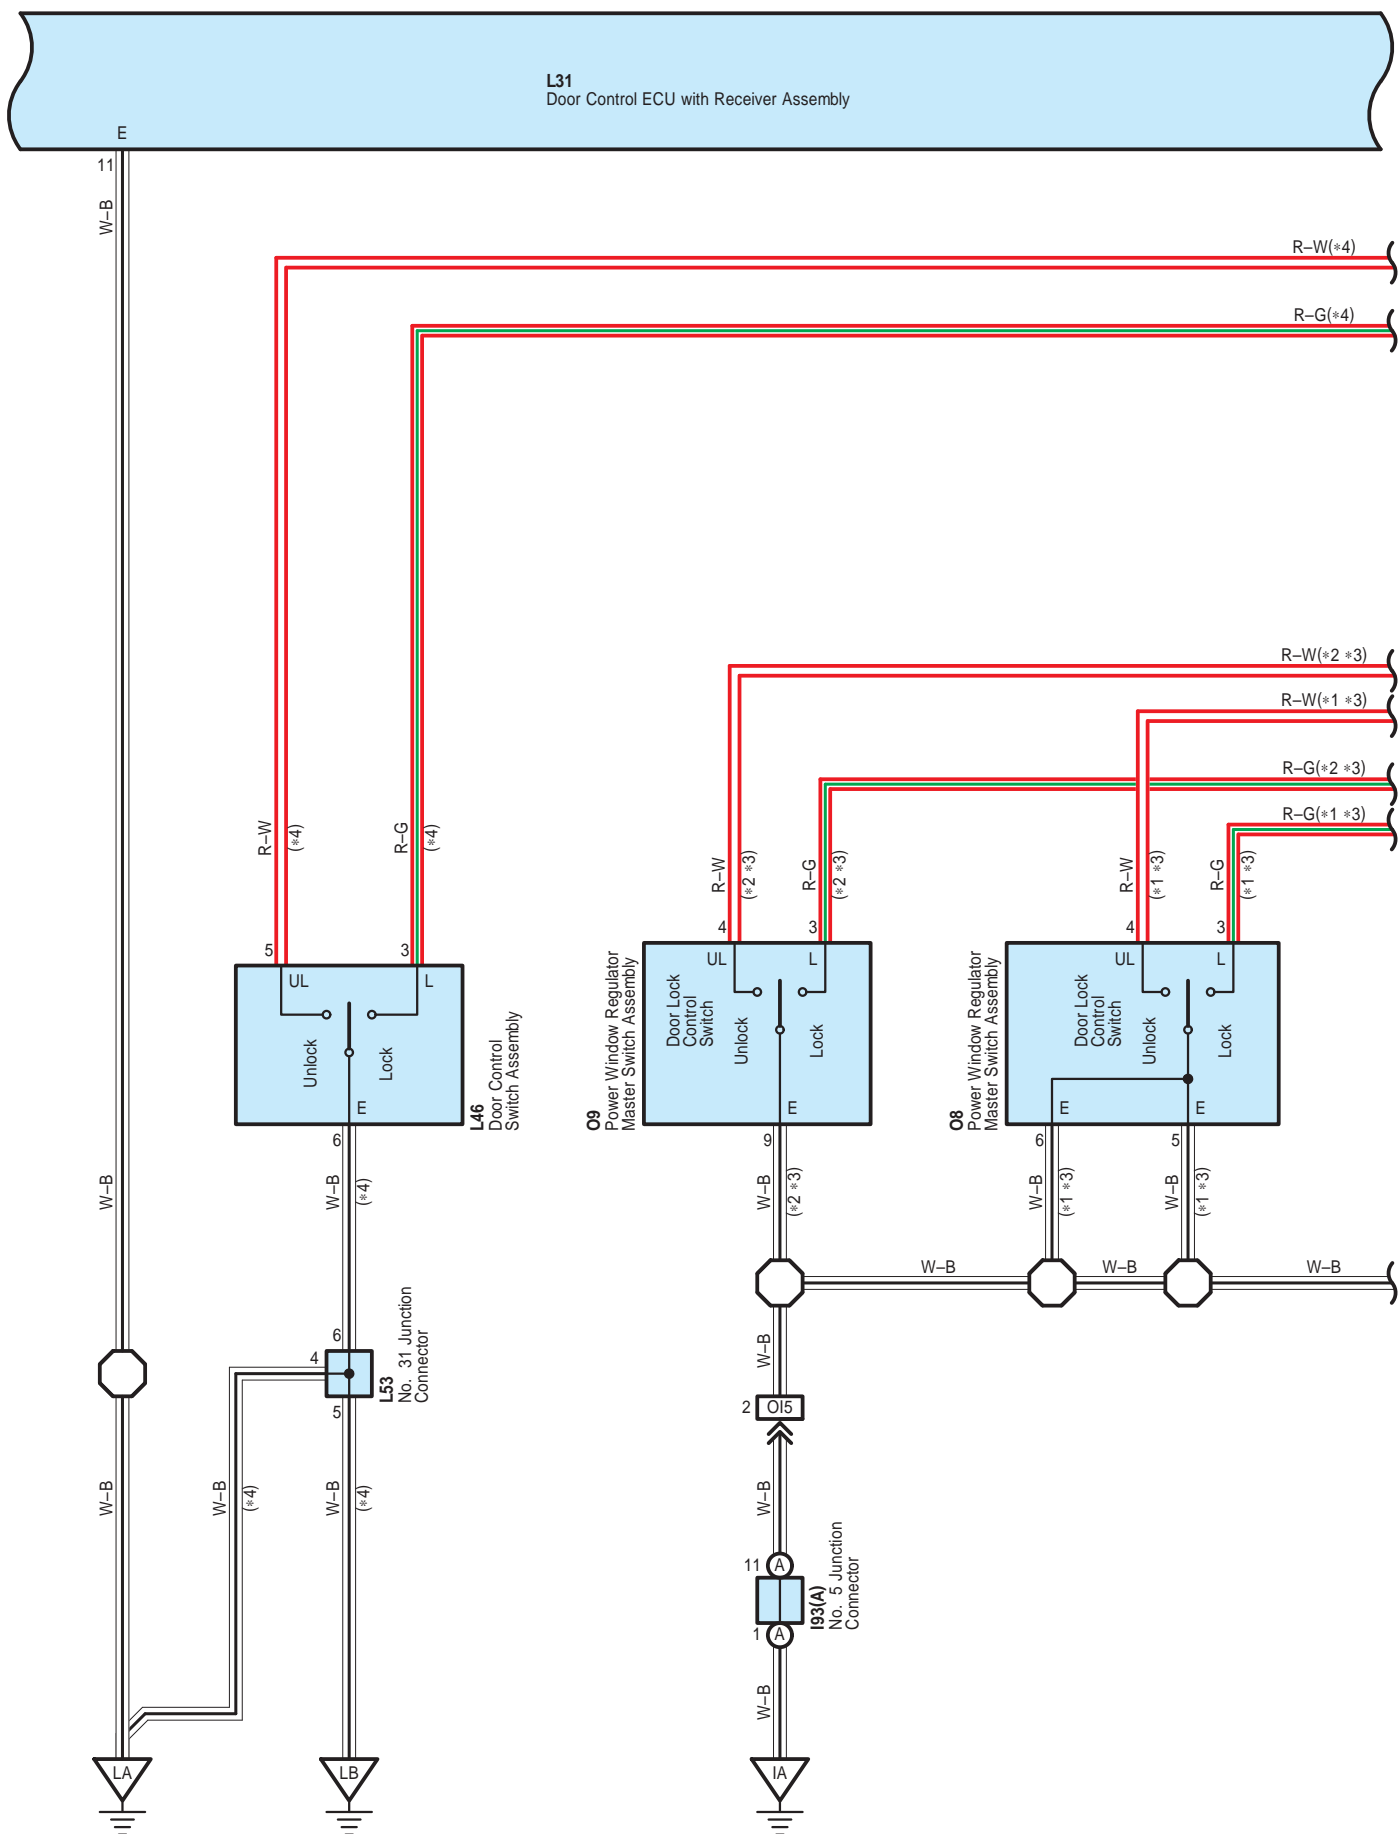 L31
Door Control ECU with Receiver Assembly
E
11
W–B
R–W(∗4)
R–G(∗4)
R–W(∗2 ∗3)
R–W(∗1 ∗3)
R–G(∗2 ∗3)
R–G(∗1 ∗3)
R–W
(∗4)
R–G
(∗4)
R–W
(∗2 ∗3)
R–G
(∗2 ∗3)
R–W
(∗1 ∗3)
R–G
(∗1 ∗3)
5
3
4
3
4
3
UL
L
Unlock
Lock
E
L46
Door Control
Switch Assembly
O9
Power Window Regulator
Master Switch Assembly
UL
L
Door Lock
Control
Switch
Unlock
Lock
E
O8
Power Window Regulator
Master Switch Assembly
UL
L
Door Lock
Control
Switch
Unlock
Lock
E
E
6
9
6
5
W–B
W–B
(∗4)
W–B
(∗2 ∗3)
W–B
(∗1 ∗3)
W–B
(∗1 ∗3)
W–B
W–B
W–B
6
4
5
L53
No. 31 Junction
Connector
W–B
2
OI5
W–B
W–B
(∗4)
W–B
(∗4)
W–B
11
A
I93(A)
No. 5 Junction
Connector
1
A
W–B
LA
LB
IA